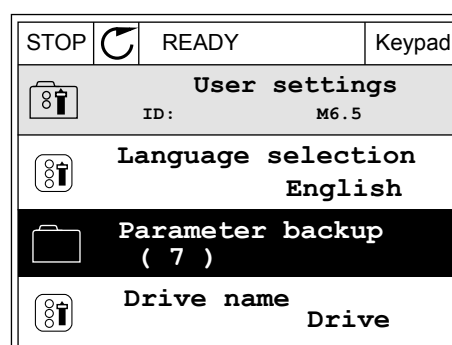 STOP READY Keypad
User settings
ID: M6.5
Language selection
English
Parameter backup
( 7 )
Drive name
Drive